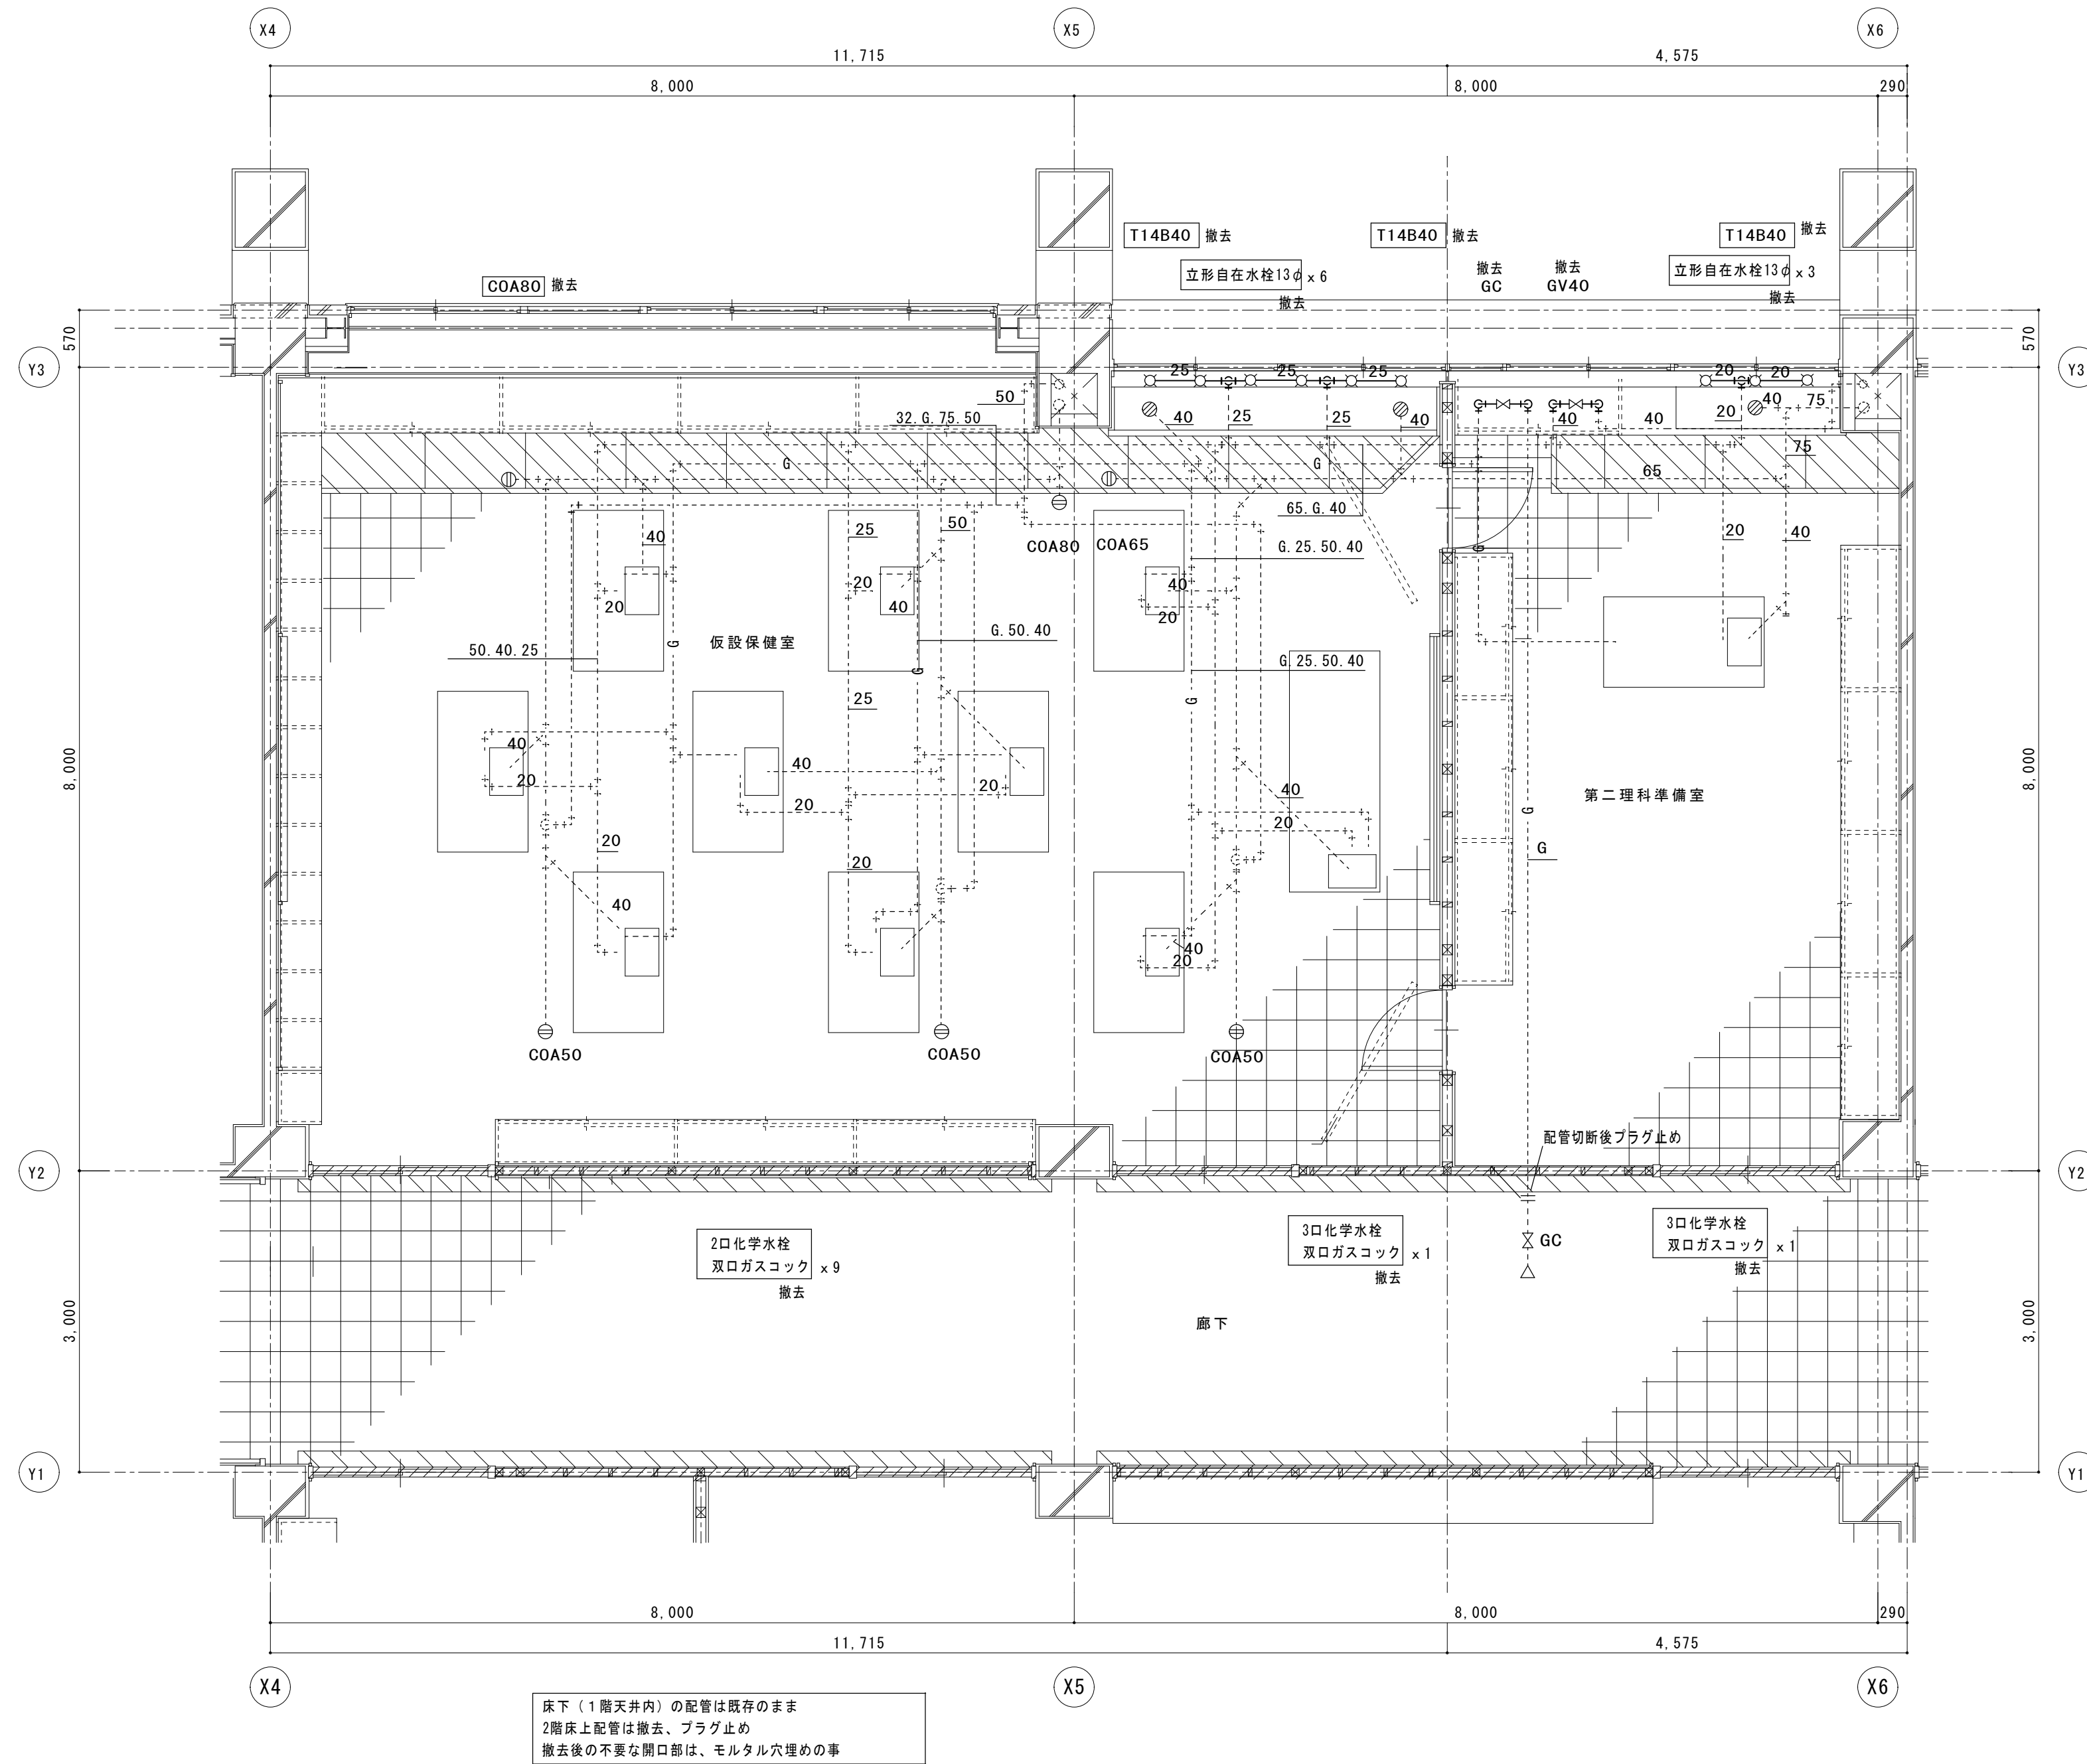 X4
X5
X6
11,715
4,575
8,000
8,000
290
T14B40 撤去
T14B40 撤去
T14B40 撤去
COA80 撤去
立形自在水栓13φ x 6
撤去
撤去
GC
撤去
GV40
立形自在水栓13φ x 3
撤去
570
570
Y3
Y3
25
25
25
20
20
50
40
25
25
40
40
40
20
40
75
32.G.75.50
G
G
75
65
65.G.40
40
25
50
COA80
COA65
G.25.50.40
G
20
40
20
20
40
40
20
仮設保健室
G
G.50.40
G
50.40.25
G.25.50.40
25
G
40
20
40
20
20
40
20
第二理科準備室
G
G
8,000
8,000
20
20
40
40
20
COA50
COA50
COA50
配管切断後プラグ止め
Y2
Y2
2口化学水栓
双口ガスコック x 9
撤去
3口化学水栓
双口ガスコック x 1
撤去
GC
3口化学水栓
双口ガスコック x 1
撤去
廊下
3,000
3,000
Y1
Y1
8,000
8,000
290
11,715
4,575
X4
X5
X6
床下（1階天井内）の配管は既存のまま
2階床上配管は撤去、プラグ止め
撤去後の不要な開口部は、モルタル穴埋めの事